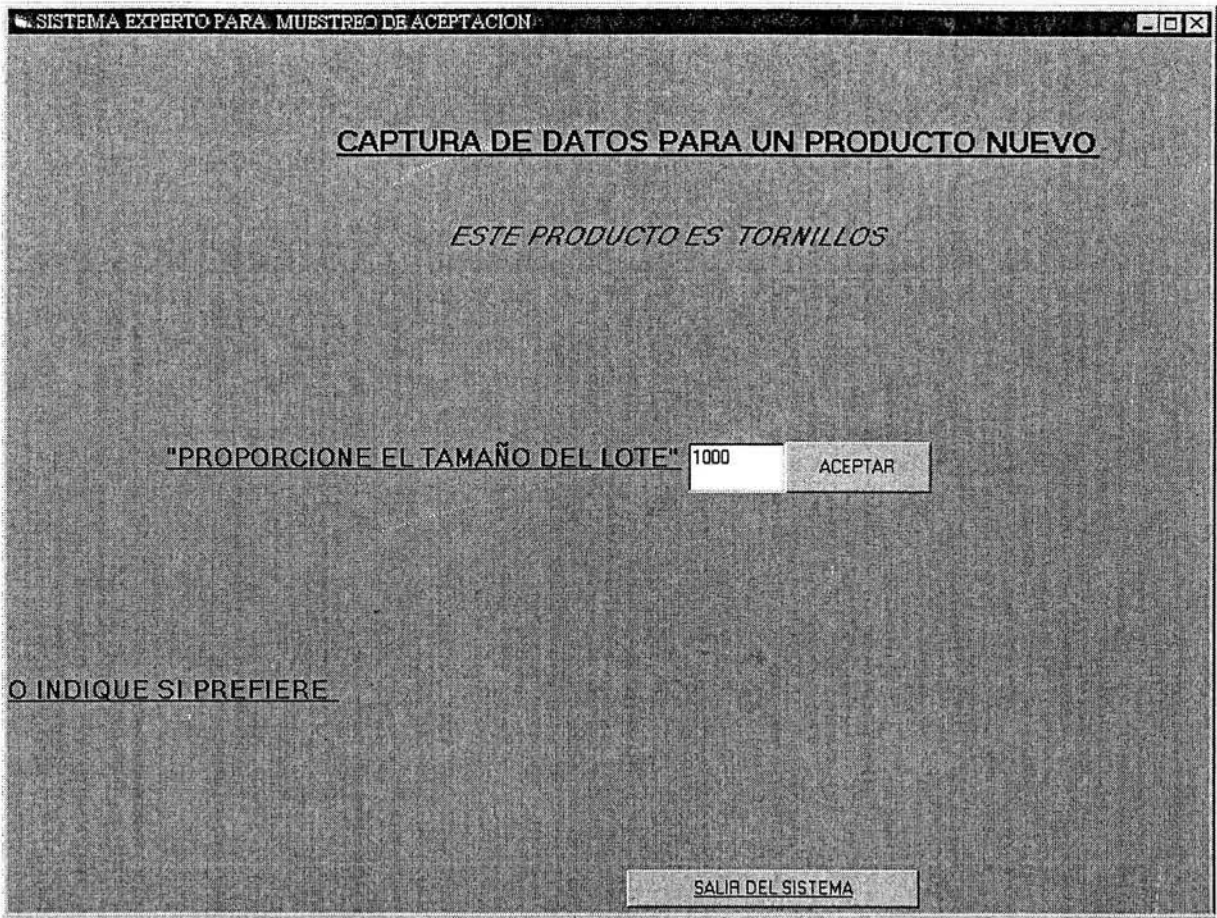 SISTEMA EXPERTO PARA. MUESTREO DE ACEPTACION
CAPTURA DE DATOS PARA UN PRODUCTO NUEVO
ESTE PRODUCTO ES TORNILLOS
"PROPORCIONE EL TAMAÑO DEL LOTE" 1000 ACEPTAR
O INDIQUE SI PREFIERE
SALIR DEL SISTEMA